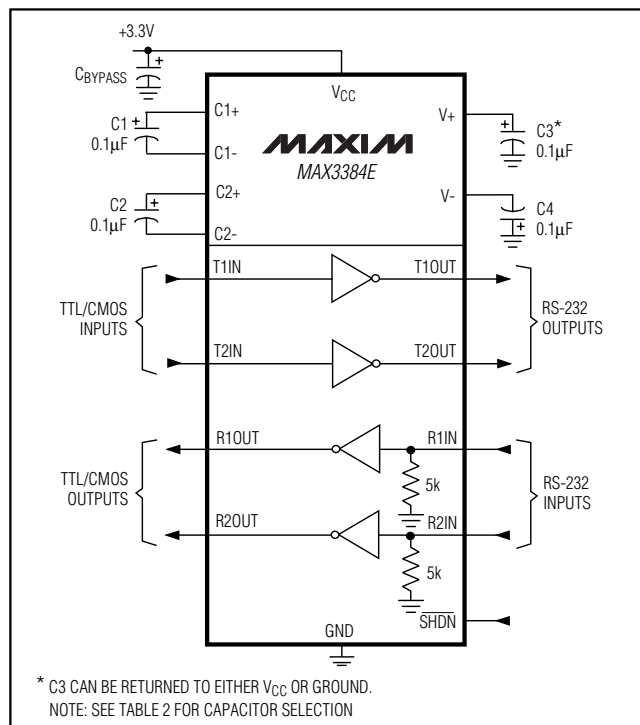 +3.3V
CBYPASS
VCC
C1+
C1
0.1µF
C1-
C2+
C2
0.1µF
C2-
MAXIM
MAX3384E
V+
C3*
0.1µF
V-
C4
0.1µF
TTL/CMOS
INPUTS
T1IN
T1OUT
T2IN
T2OUT
RS-232
OUTPUTS
TTL/CMOS
OUTPUTS
R1OUT
R1IN
5k
R2OUT
R2IN
5k
RS-232
INPUTS
SHDN
GND
* C3 CAN BE RETURNED TO EITHER VCC OR GROUND.
NOTE: SEE TABLE 2 FOR CAPACITOR SELECTION